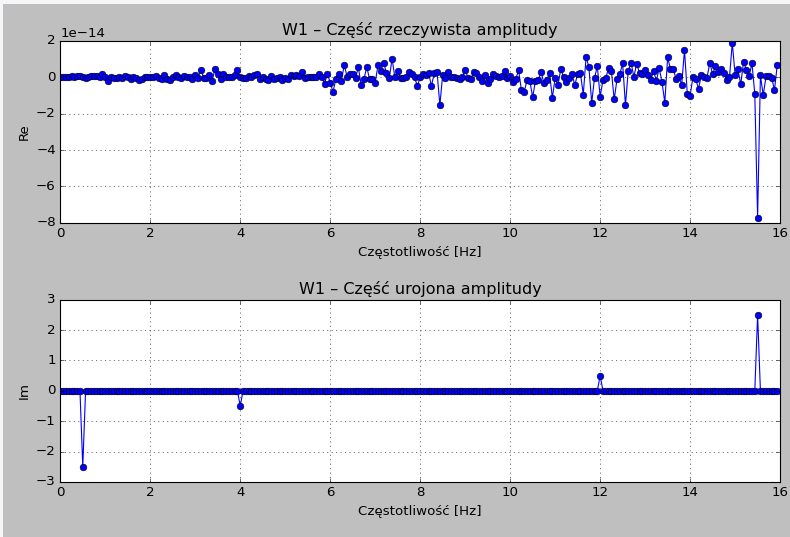 W1 – Część rzeczywista amplitudy
1e−14
2
0
−2
−4
−6
−8
Re
0 2 4 6 8 10 12 14 16
Częstotliwość [Hz]
W1 – Część urojona amplitudy
3
2
1
0
−1
−2
−3
Im
0 2 4 6 8 10 12 14 16
Częstotliwość [Hz]